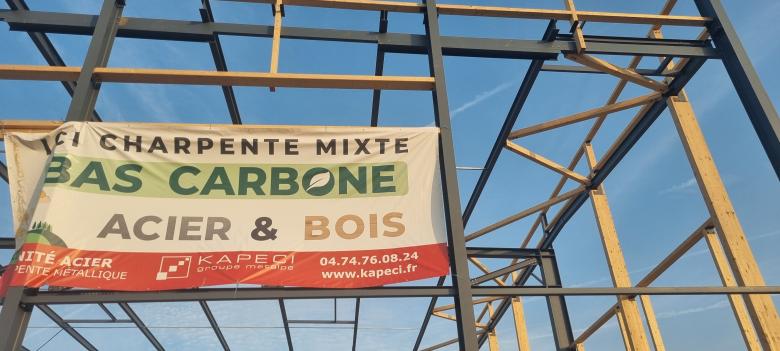 ICI CHARPENTE MIXTE
BAS CARBONE
ACIER & BOIS
NITÉ ACIER
PENTE MÉTALLIQUE
KAPECI
groupe mecalpe
04.74.76.08.24
www.kapeci.fr